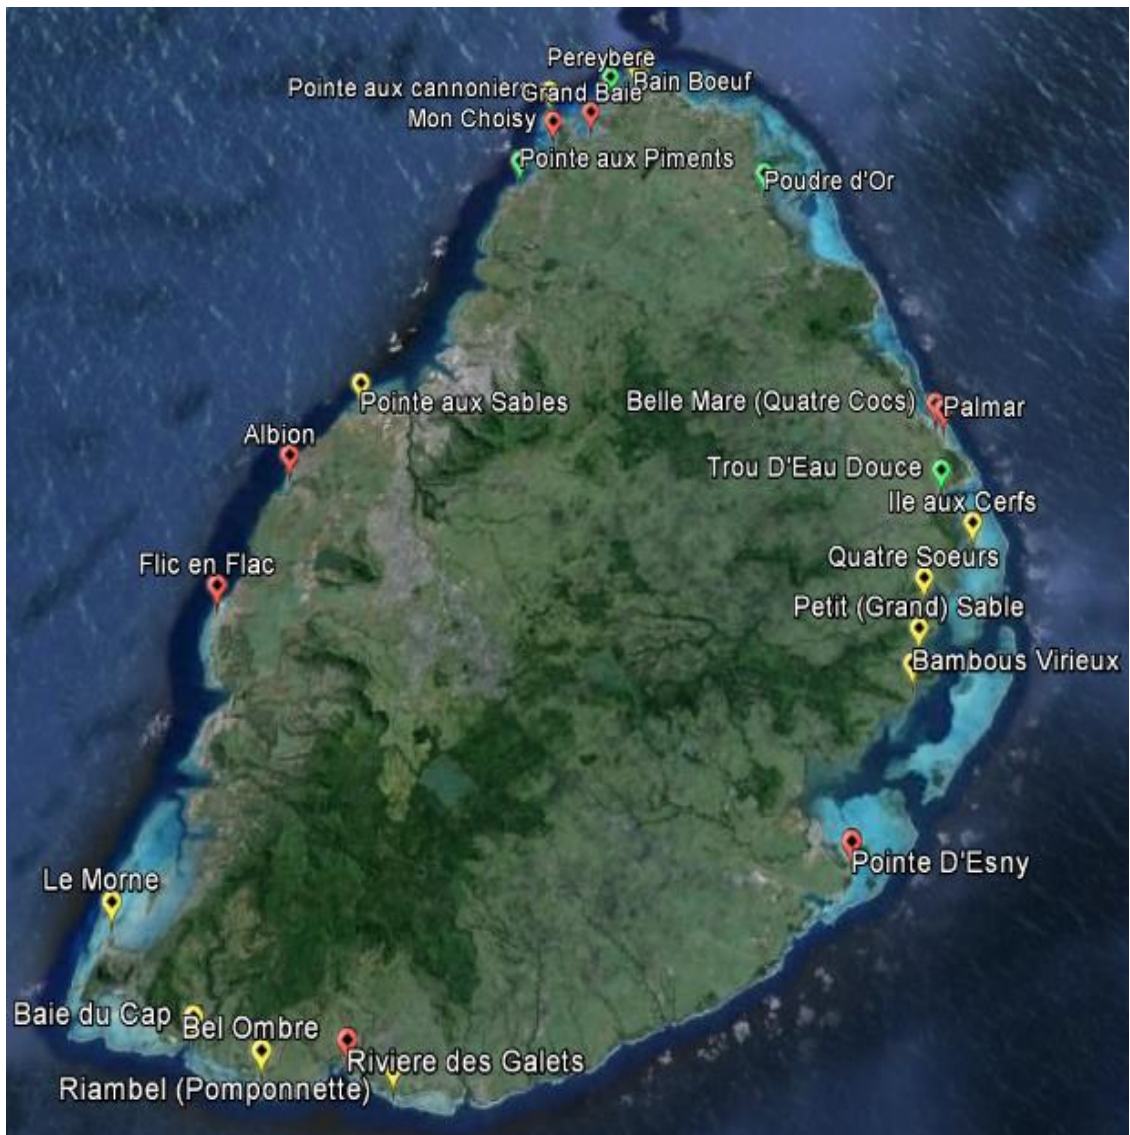 Pereybere
Bain Boeuf
Pointe aux cannoniers
Grand Baie
Mon Choisy
Pointe aux Piments
Poudre d'Or
Pointe aux Sables
Belle Mare (Quatre Cocs)
Palmar
Albion
Trou D'Eau Douce
Ile aux Cerfs
Flic en Flac
Quatre Soeurs
Petit (Grand) Sable
Bambous Virieux
Pointe D'Esny
Le Morne
Baie du Cap
Bel Ombre
Riviere des Galets
Riambel (Pomponnette)